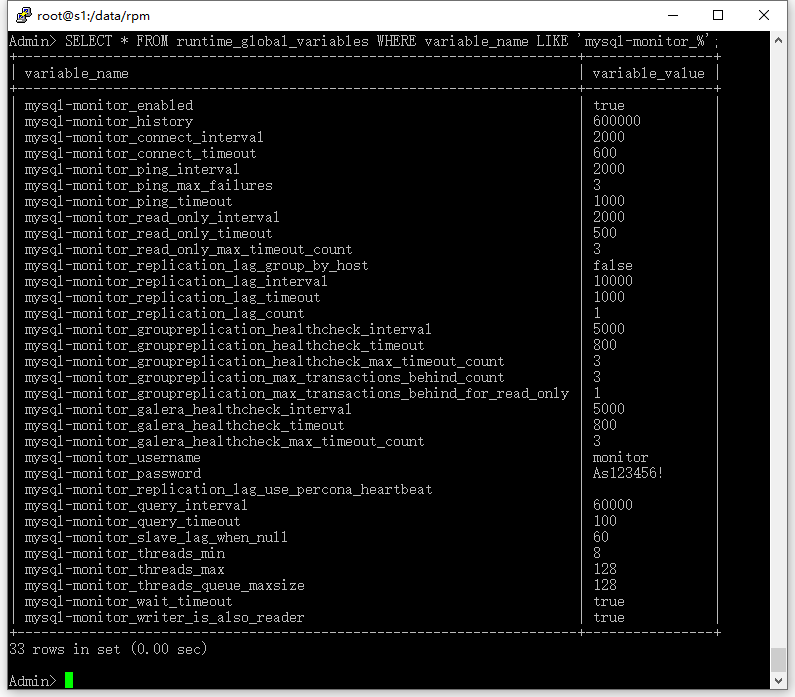 root@s1:/data/rpm
Admin> SELECT * FROM runtime_global_variables WHERE variable_name LIKE 'mysql-monitor_%';
+----------------------------------------------------------------------+----------------+
| variable_name | variable_value |
+----------------------------------------------------------------------+----------------+
| mysql-monitor_enabled | true |
| mysql-monitor_history | 600000 |
| mysql-monitor_connect_interval | 2000 |
| mysql-monitor_connect_timeout | 600 |
| mysql-monitor_ping_interval | 2000 |
| mysql-monitor_ping_max_failures | 3 |
| mysql-monitor_ping_timeout | 1000 |
| mysql-monitor_read_only_interval | 2000 |
| mysql-monitor_read_only_timeout | 500 |
| mysql-monitor_read_only_max_timeout_count | 3 |
| mysql-monitor_replication_lag_group_by_host | false |
| mysql-monitor_replication_lag_interval | 10000 |
| mysql-monitor_replication_lag_timeout | 1000 |
| mysql-monitor_replication_lag_count | 1 |
| mysql-monitor_groupreplication_healthcheck_interval | 5000 |
| mysql-monitor_groupreplication_healthcheck_timeout | 800 |
| mysql-monitor_groupreplication_healthcheck_max_timeout_count | 3 |
| mysql-monitor_groupreplication_max_transactions_behind_count | 3 |
| mysql-monitor_groupreplication_max_transactions_behind_for_read_only | 1 |
| mysql-monitor_galera_healthcheck_interval | 5000 |
| mysql-monitor_galera_healthcheck_timeout | 800 |
| mysql-monitor_galera_healthcheck_max_timeout_count | 3 |
| mysql-monitor_username | monitor |
| mysql-monitor_password | As123456! |
| mysql-monitor_replication_lag_use_percona_heartbeat | |
| mysql-monitor_query_interval | 60000 |
| mysql-monitor_query_timeout | 100 |
| mysql-monitor_slave_lag_when_null | 60 |
| mysql-monitor_threads_min | 8 |
| mysql-monitor_threads_max | 128 |
| mysql-monitor_threads_queue_maxsize | 128 |
| mysql-monitor_wait_timeout | true |
| mysql-monitor_writer_is_also_reader | true |
+----------------------------------------------------------------------+----------------+
33 rows in set (0.00 sec)
Admin>